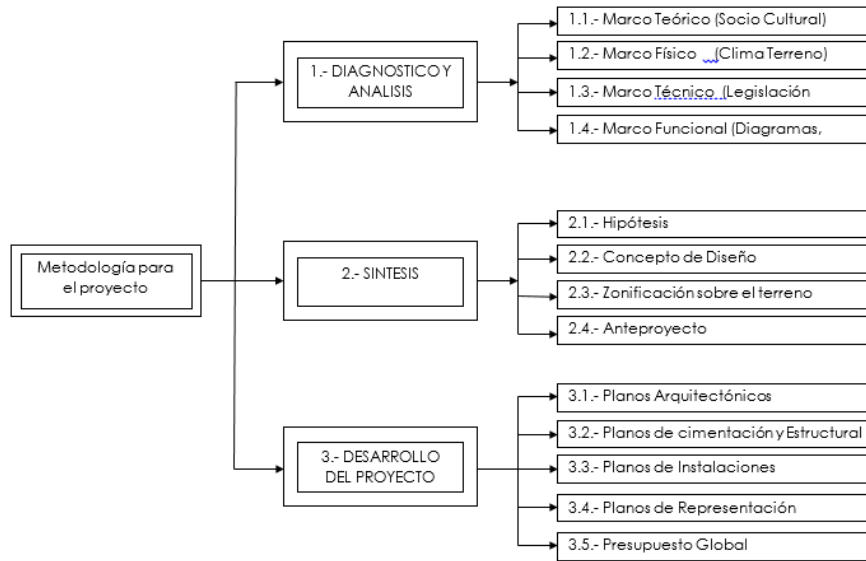 Metodología para
el proyecto
1.- DIAGNOSTICO Y
ANALISIS
1.1.- Marco Teórico (Socio Cultural)
1.2.- Marco Físico (Clima Terreno)
1.3.- Marco Técnico (Legislación
1.4.- Marco Funcional (Diagramas,
2.- SINTESIS
2.1.- Hipótesis
2.2.- Concepto de Diseño
2.3.- Zonificación sobre el terreno
2.4.- Anteproyecto
3.- DESARROLLO
DEL PROYECTO
3.1.- Planos Arquitectónicos
3.2.- Planos de cimentación y Estructural
3.3.- Planos de Instalaciones
3.4.- Planos de Representación
3.5.- Presupuesto Global